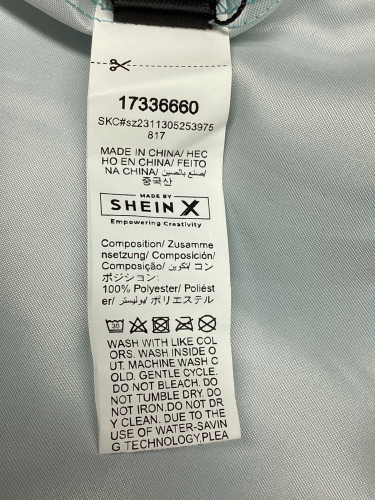 17336660
SKC#sz2311305253975
817
MADE IN CHINA/ HEC
HO EN CHINA/ FEITO
NA CHINA/ صنع بالصين/
중국산
MADE BY
SHEIN X
Empowering Creativity
Composition/ Zusamme
nsetzung/ Composición/
Composição/ تكوين/ コン
ポジション:
100% Polyester/ Poliést
er/ بوليستر/ ポリエステル
30
WASH WITH LIKE COL
ORS. WASH INSIDE O
UT. MACHINE WASH C
OLD. GENTLE CYCLE.
DO NOT BLEACH. DO
NOT TUMBLE DRY. DO
NOT IRON.DO NOT DR
Y CLEAN. DUE TO THE
USE OF WATER-SAVIN
G TECHNOLOGY,PLEA